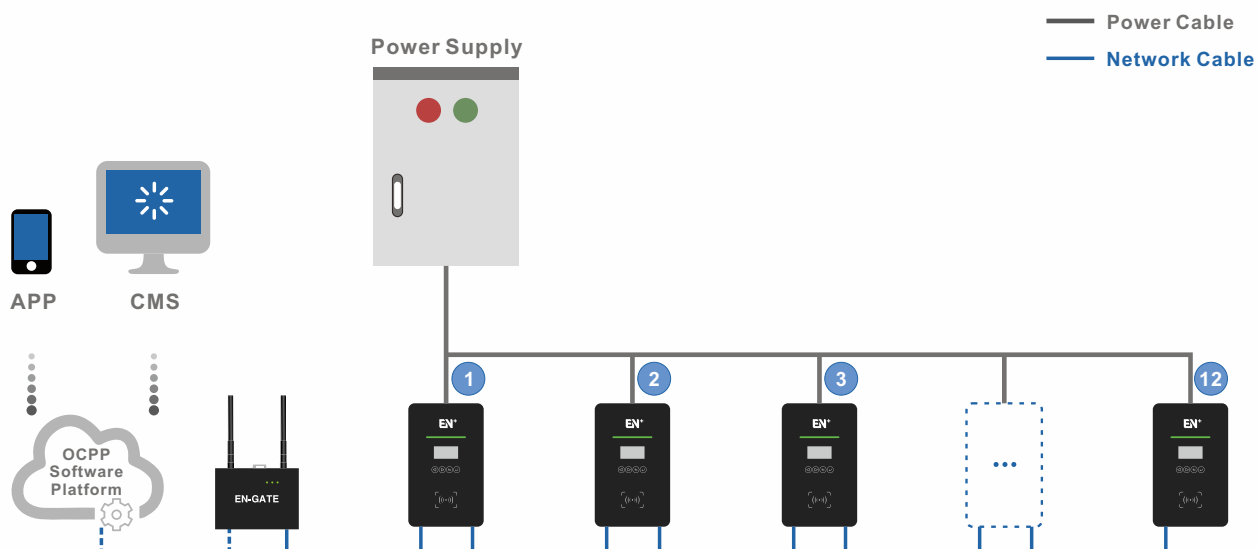 Power Cable
Network Cable
Power Supply
APP
CMS
1
2
3
12
EN+
EN+
EN+
EN+
OCPP
Software
Platform
EN-GATE